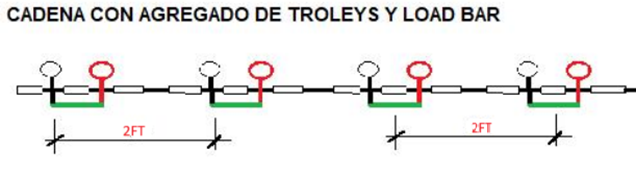 CADENA CON AGREGADO DE TROLEYS Y LOAD BAR
2FT
2FT